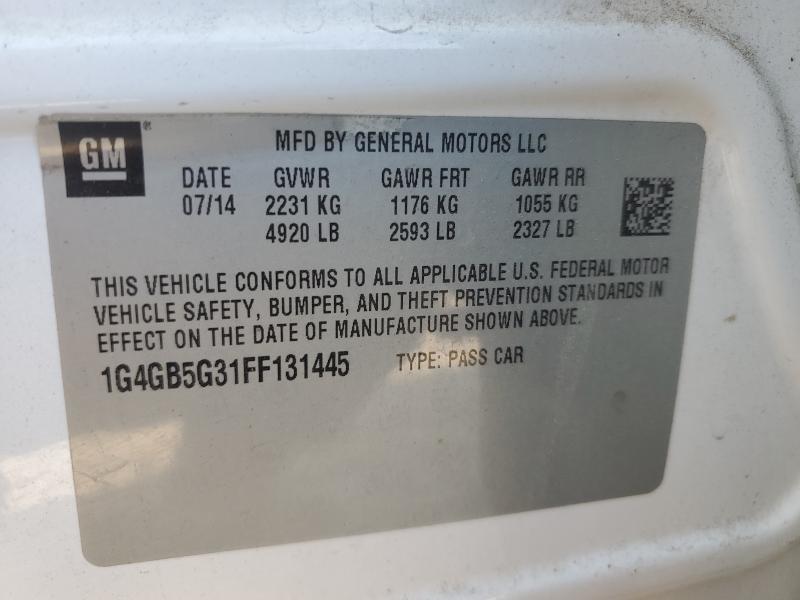 GM® MFD BY GENERAL MOTORS LLC
DATE GVWR GAWR FRT GAWR RR
07/14 2231 KG 1176 KG 1055 KG
4920 LB 2593 LB 2327 LB
THIS VEHICLE CONFORMS TO ALL APPLICABLE U.S. FEDERAL MOTOR
VEHICLE SAFETY, BUMPER, AND THEFT PREVENTION STANDARDS IN
EFFECT ON THE DATE OF MANUFACTURE SHOWN ABOVE.
1G4GB5G31FF131445 TYPE: PASS CAR